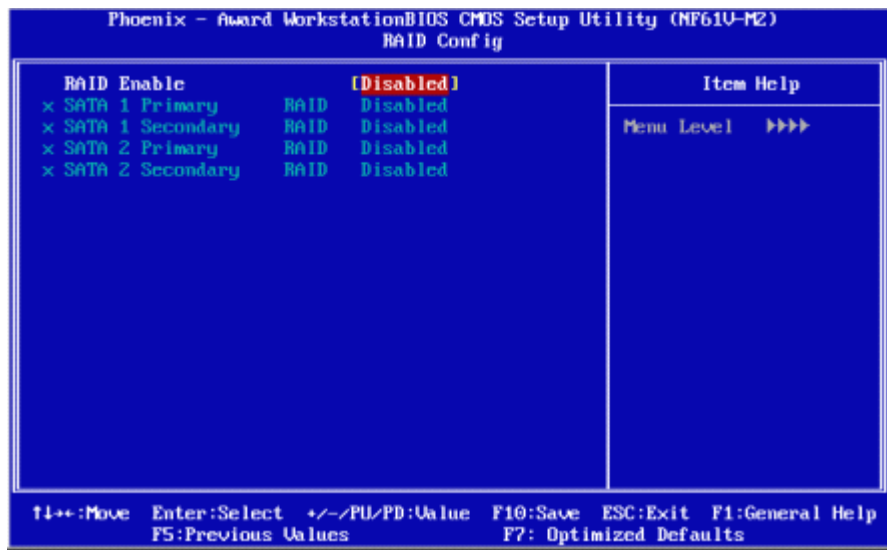 Phoenix - Award WorkstationBIOS CMOS Setup Utility (NF61V-M2)
RAID Config
RAID Enable [Disabled]
x SATA 1 Primary RAID Disabled
x SATA 1 Secondary RAID Disabled
x SATA 2 Primary RAID Disabled
x SATA 2 Secondary RAID Disabled
Item Help
Menu Level ▶▶▶▶
↑↓→←:Move Enter:Select +/-/PU/PD:Value F10:Save ESC:Exit F1:General Help
F5:Previous Values F7: Optimized Defaults